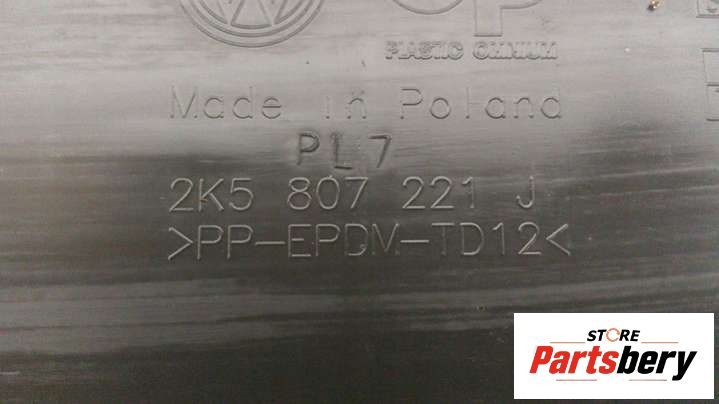 PLASTIC OMNIUM
Made in Poland
PL7
2K5 807 221 J
>PP-EPDM-TD12<
STORE
Partsbery